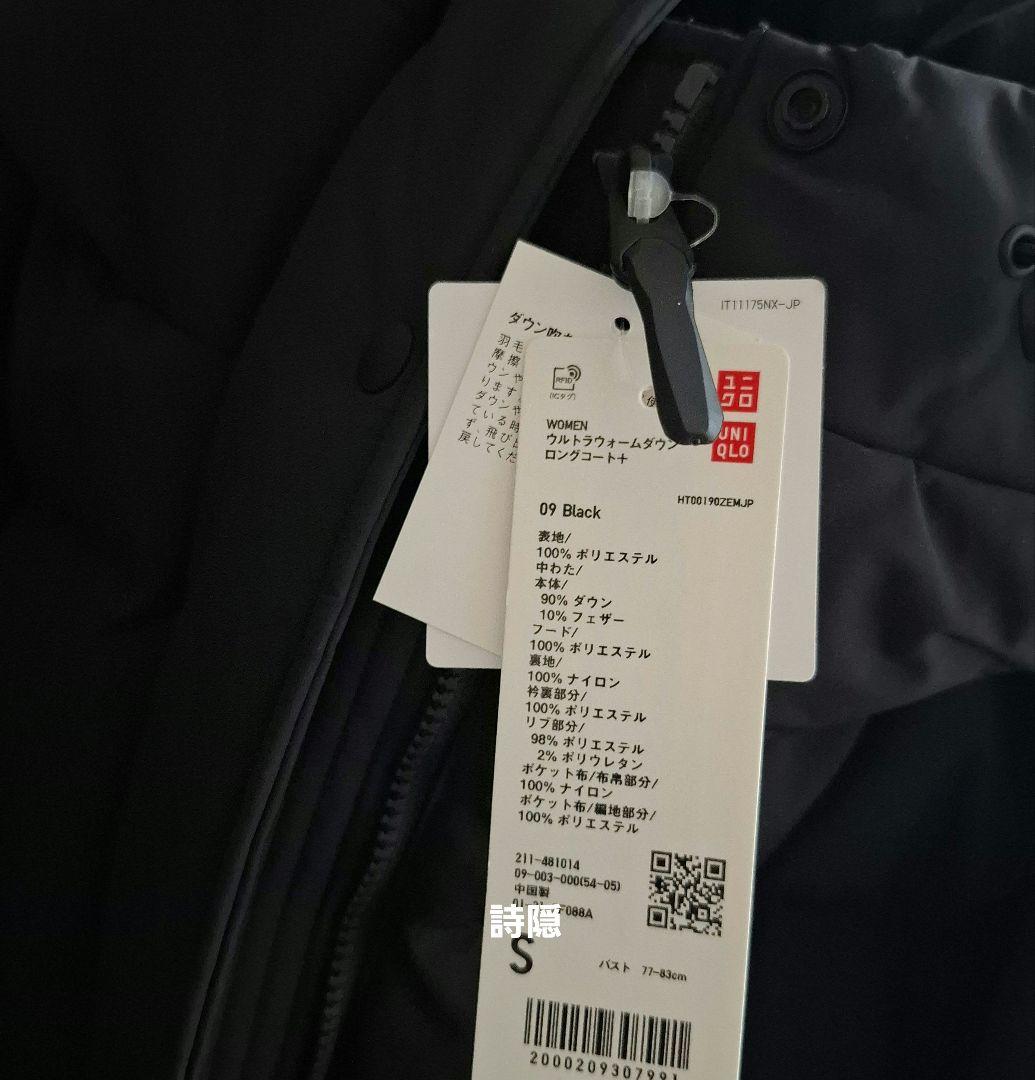 IT11175NX-JP
ダウン吹
羽毛
摩擦
ウンや
ります。
ダウンや
ている時
ず、飛び出
戻してくだ
RFID
(ICタグ)
ユニ
クロ
UNI
QLO
WOMEN
ウルトラウォームダウン
ロングコート+
HT00190ZEMJP
09 Black
表地/
100% ポリエステル
中わた/
本体/
90% ダウン
10% フェザー
フード/
100% ポリエステル
裏地/
100% ナイロン
衿裏部分/
100% ポリエステル
リブ部分/
98% ポリエステル
2% ポリウレタン
ポケット布/布帛部分/
100% ナイロン
ポケット布/編地部分/
100% ポリエステル
211-481014
09-003-000(54-05)
中国製
088A
詩隠
S
バスト 77-83cm
2000209307991